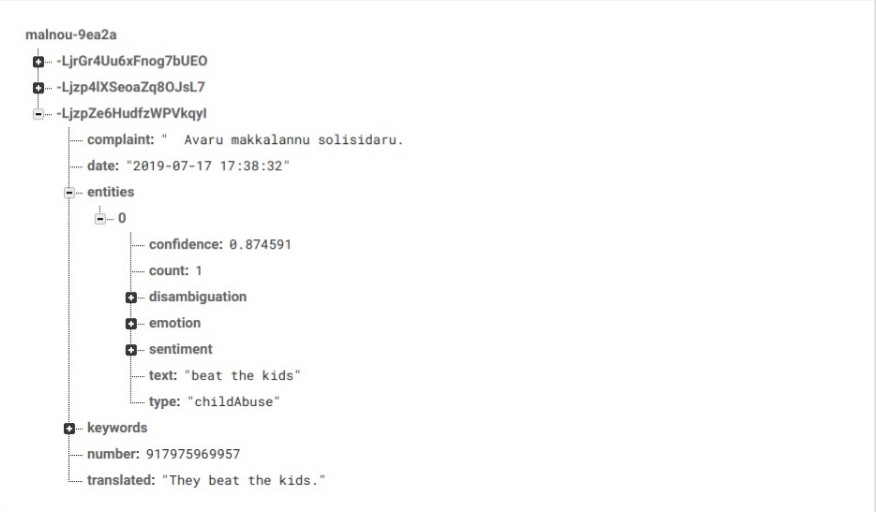 malnou-9ea2a
-LjrGr4Uu6xFnog7bUEO
-Ljzp4lXSeoaZq8OJsL7
-LjzpZe6HudfzWPVkqyI
complaint: "  Avaru makkalannu solisidaru.
date: "2019-07-17 17:38:32"
entities
0
confidence: 0.874591
count: 1
disambiguation
emotion
sentiment
text: "beat the kids"
type: "childAbuse"
keywords
number: 917975969957
translated: "They beat the kids."